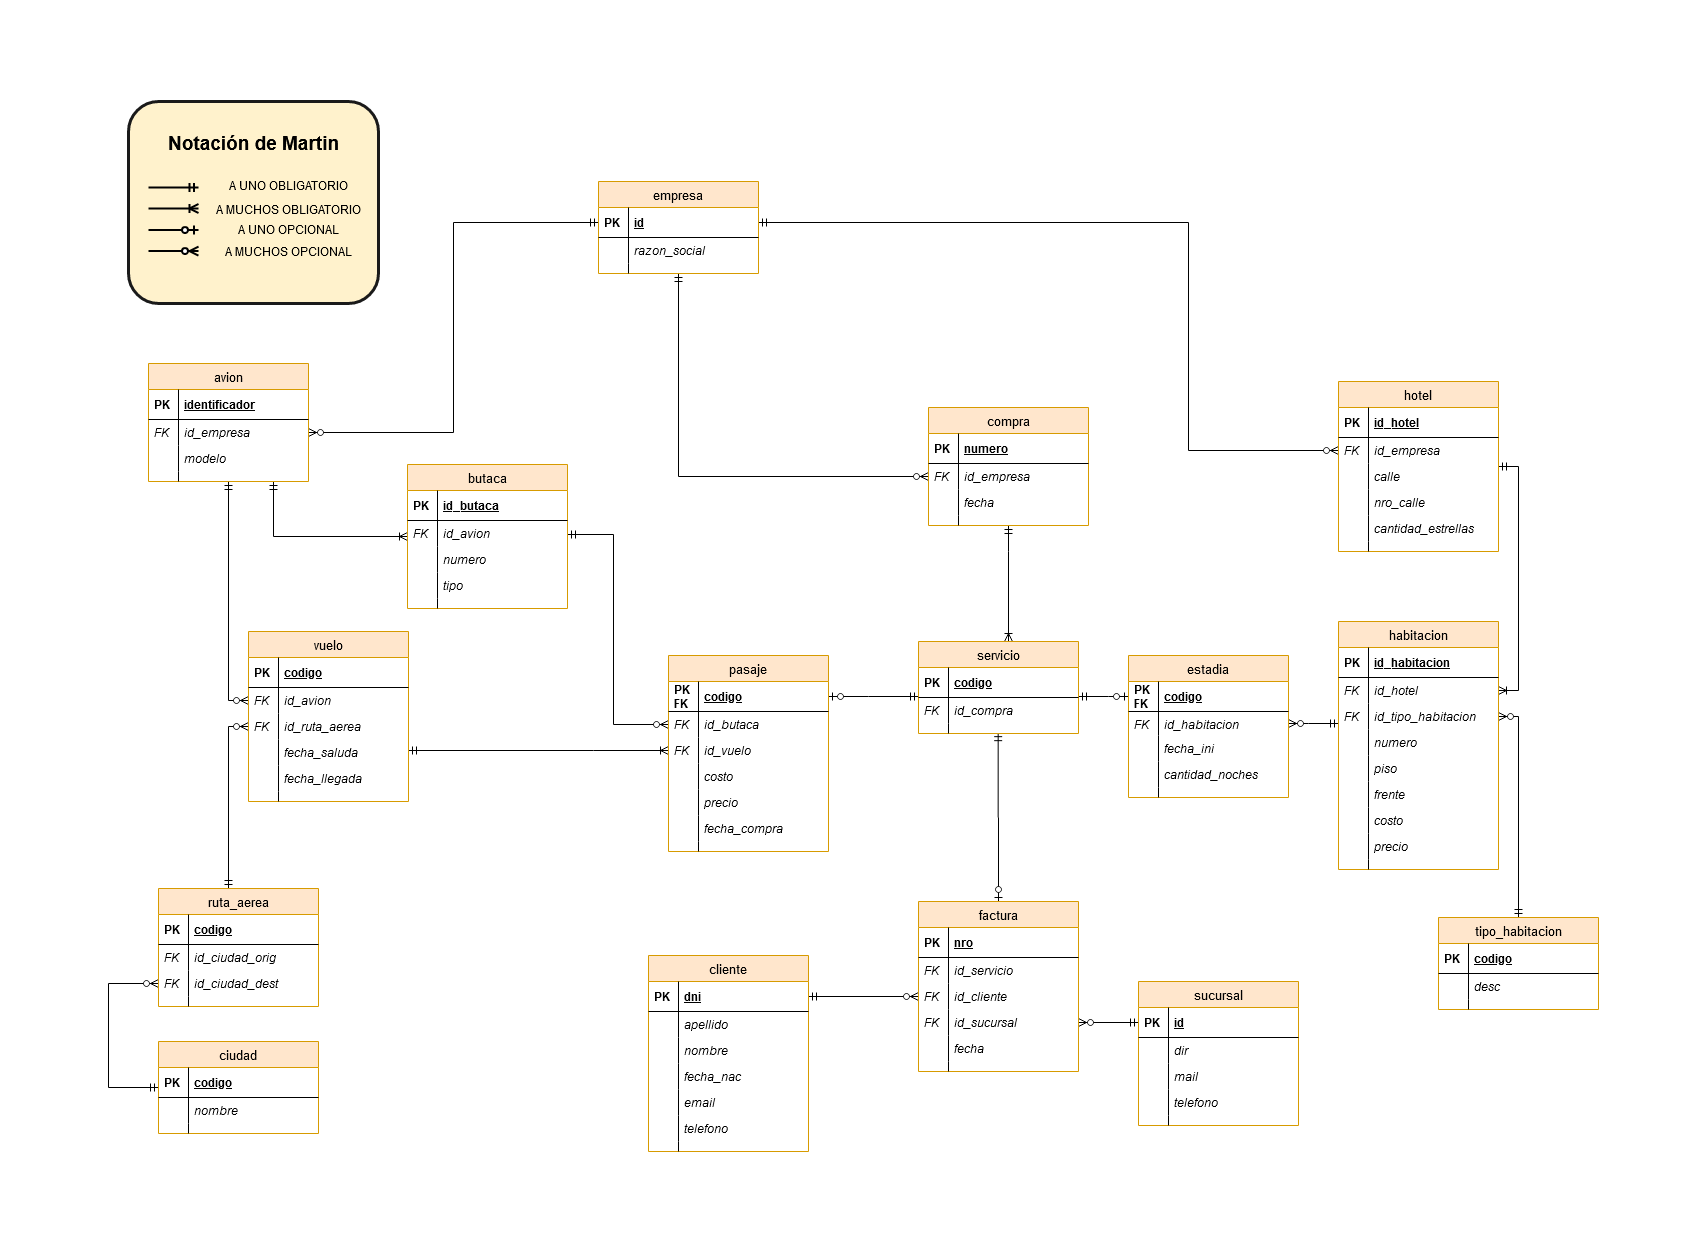 Notación de Martin
A UNO OBLIGATORIO
A MUCHOS OBLIGATORIO
A UNO OPCIONAL
A MUCHOS OPCIONAL
empresa
PK id
razon_social
avion
PK identificador
FK id_empresa
modelo
butaca
PK id_butaca
FK id_avion
numero
tipo
compra
PK numero
FK id_empresa
fecha
hotel
PK id_hotel
FK id_empresa
calle
nro_calle
cantidad_estrellas
vuelo
PK codigo
FK id_avion
FK id_ruta_aerea
fecha_saluda
fecha_llegada
pasaje
PK
FK codigo
FK id_butaca
FK id_vuelo
costo
precio
fecha_compra
servicio
PK codigo
FK id_compra
estadia
PK
FK codigo
FK id_habitacion
fecha_ini
cantidad_noches
habitacion
PK id_habitacion
FK id_hotel
FK id_tipo_habitacion
numero
piso
frente
costo
precio
ruta_aerea
PK codigo
FK id_ciudad_orig
FK id_ciudad_dest
ciudad
PK codigo
nombre
cliente
PK dni
apellido
nombre
fecha_nac
email
telefono
factura
PK nro
FK id_servicio
FK id_cliente
FK id_sucursal
fecha
sucursal
PK id
dir
mail
telefono
tipo_habitacion
PK codigo
desc